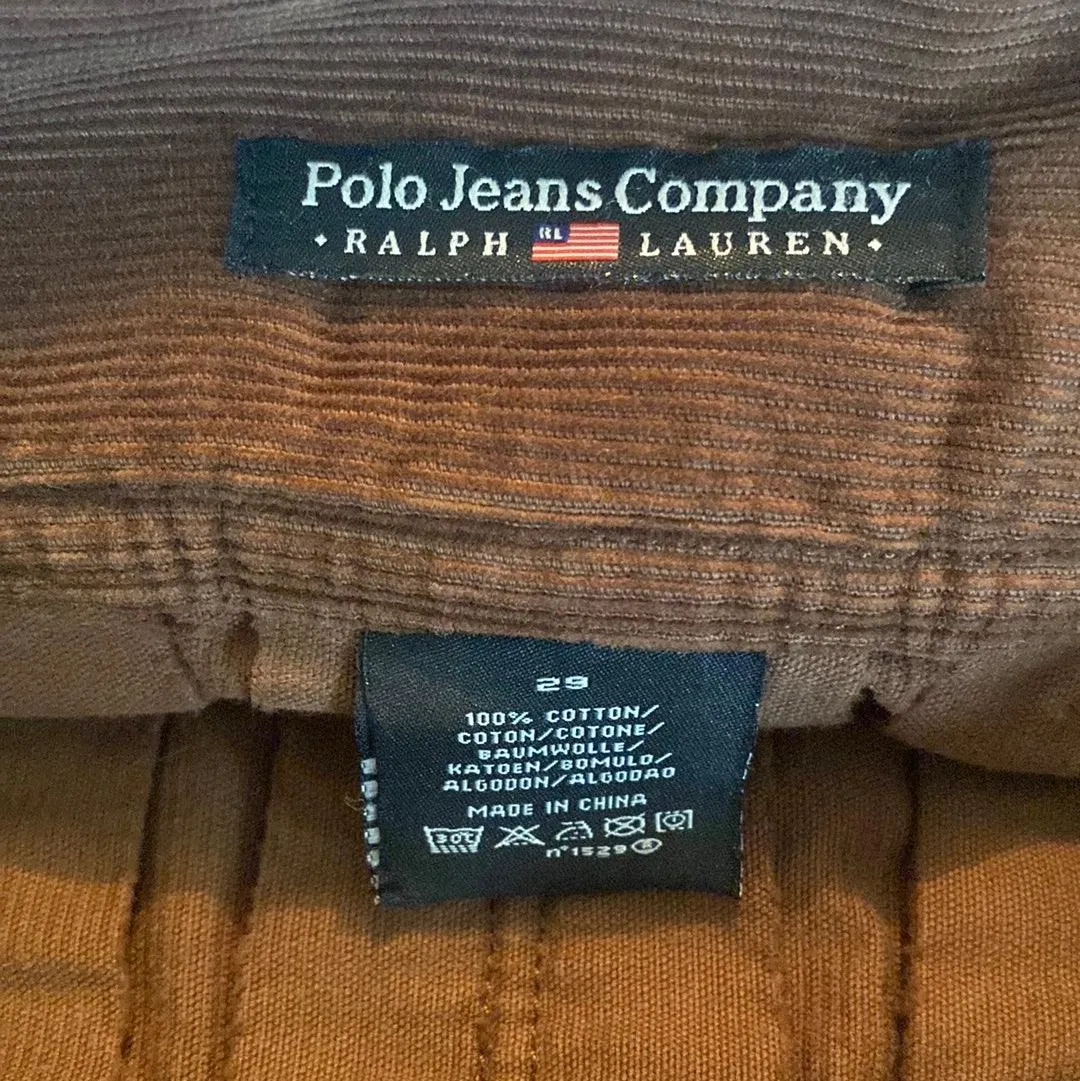 Polo Jeans Company
• RALPH RL LAUREN •
29
100% COTTON/
COTON/COTONE/
BAUMWOLLE/
KATOEN/BOMULD/
ALGODON/ALGODAO
MADE IN CHINA
30℃
n°1529 ®